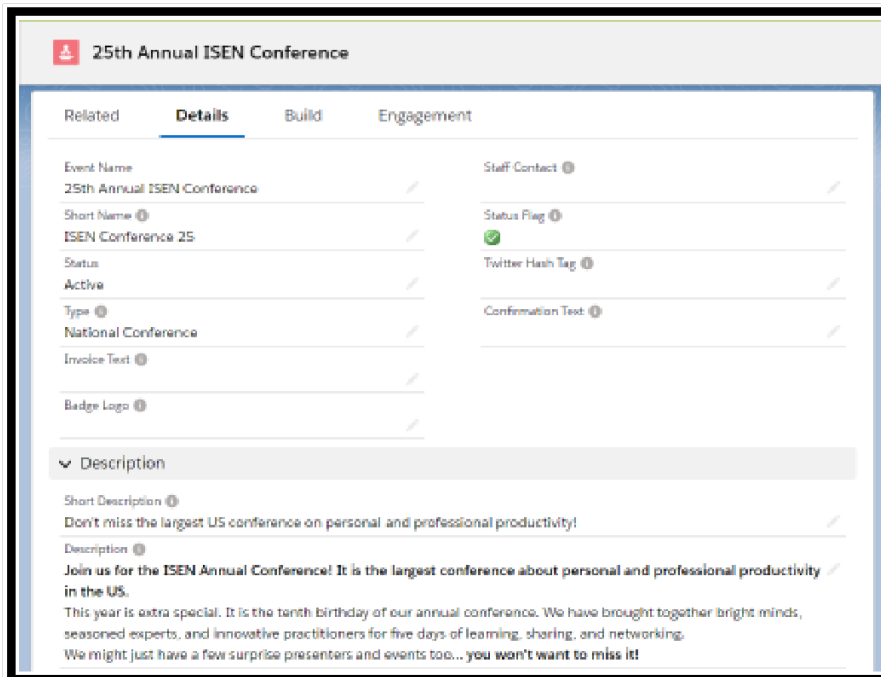 25th Annual ISEN Conference
Related Details Build Engagement
Event Name
25th Annual ISEN Conference
Staff Contact
Short Name
ISEN Conference 25
Status Flag
Status
Active
Twitter Hash Tag
Type
National Conference
Confirmation Text
Invoice Text
Badge Logo
Description
Short Description
Don't miss the largest US conference on personal and professional productivity!
Description
Join us for the ISEN Annual Conference! It is the largest conference about personal and professional productivity
in the US.
This year is extra special. It is the tenth birthday of our annual conference. We have brought together bright minds,
seasoned experts, and innovative practitioners for five days of learning, sharing, and networking.
We might just have a few surprise presenters and events too... you won't want to miss it!